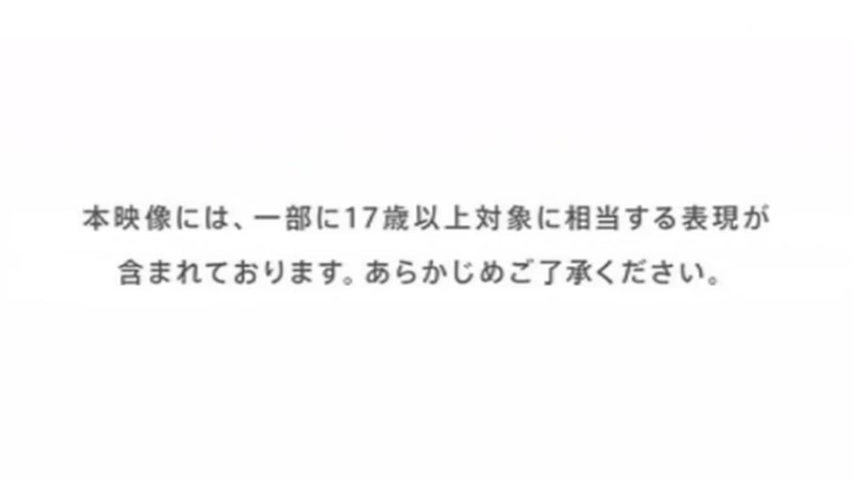 本映像には、一部に17歳以上対象に相当する表現が
含まれております。あらかじめご了承ください。